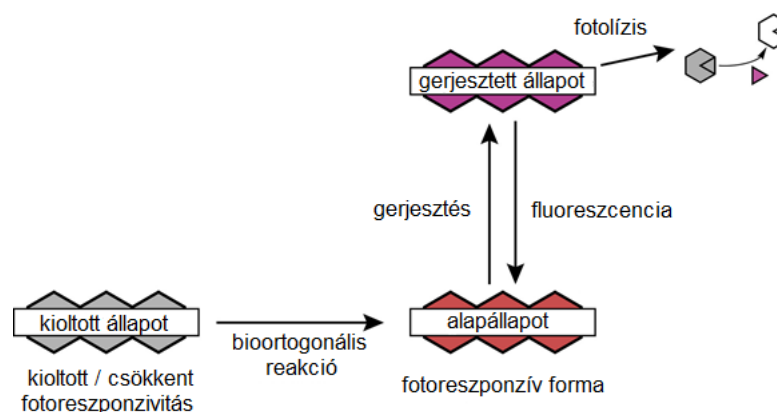 fotolízis
gerjesztett állapot
gerjesztés
fluoreszcencia
kioltott állapot
bioortogonális
reakció
alapállapot
kioltott / csökkent
fotoreszponzivitás
fotoreszponzív forma